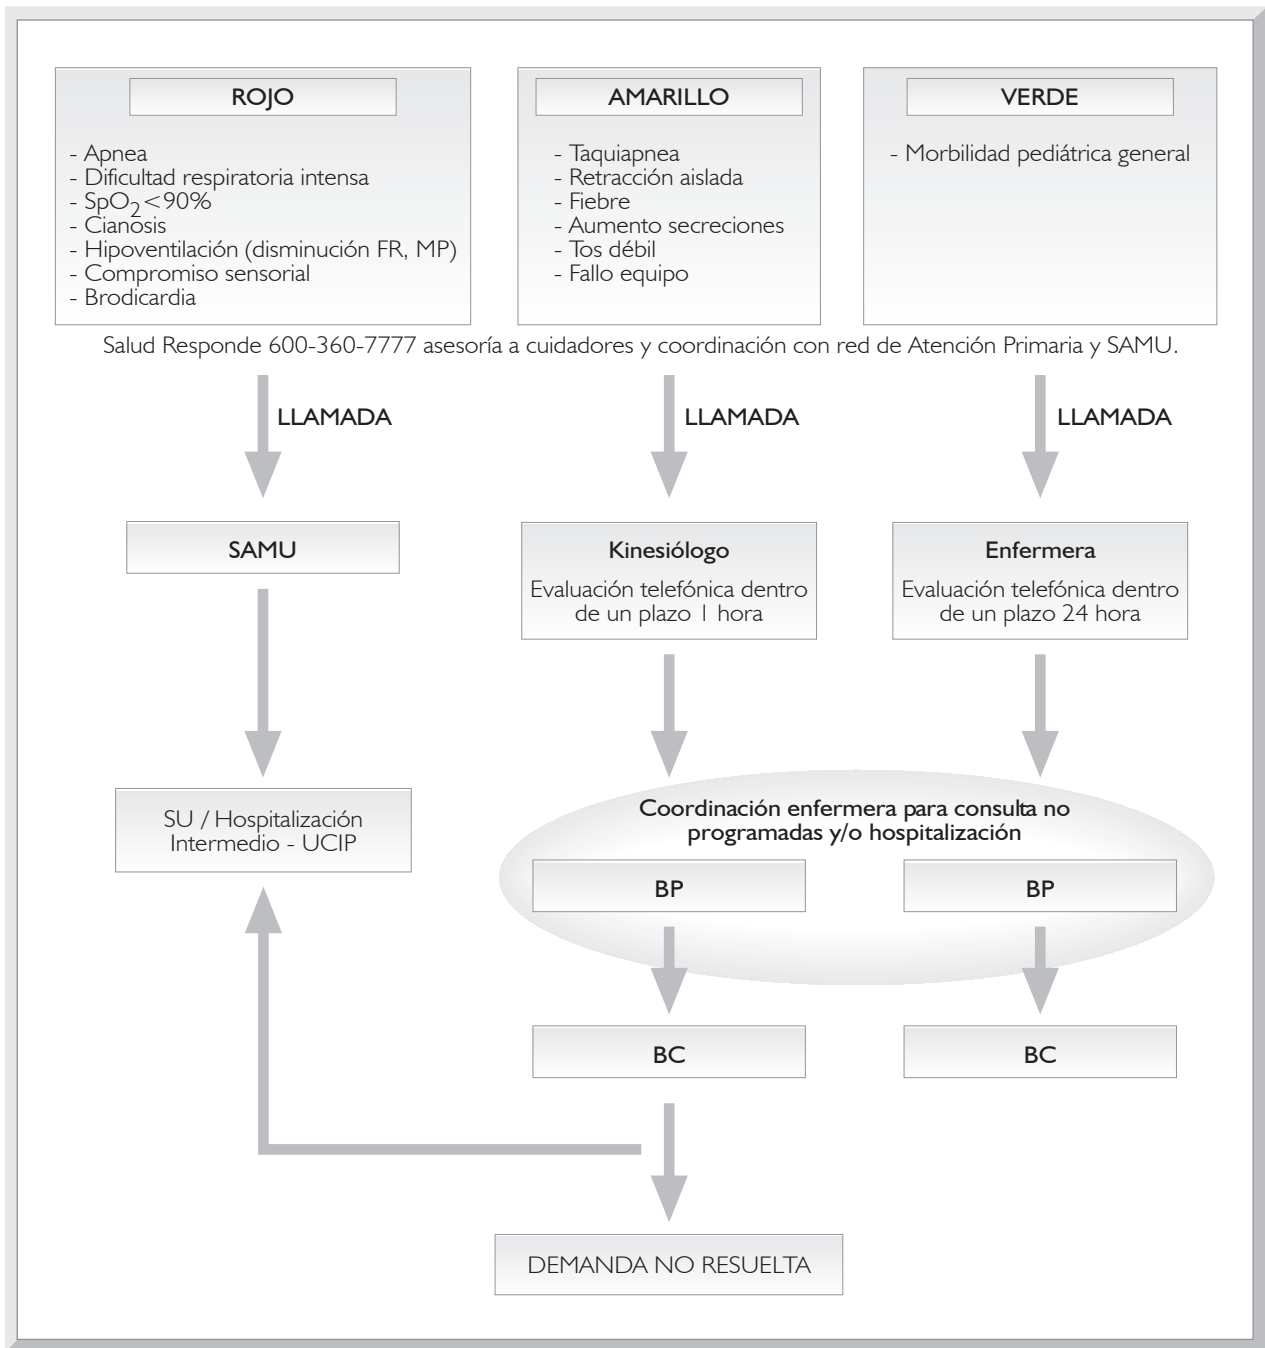 ROJO
- Apnea
- Dificultad respiratoria intensa
- SpO2<90%
- Cianosis
- Hipoventilación (disminución FR, MP)
- Compromiso sensorial
- Brodicardia
AMARILLO
- Taquiapnea
- Retracción aislada
- Fiebre
- Aumento secreciones
- Tos débil
- Fallo equipo
VERDE
- Morbilidad pediátrica general
Salud Responde 600-360-7777 asesoría a cuidadores y coordinación con red de Atención Primaria y SAMU.
LLAMADA
LLAMADA
LLAMADA
SAMU
Kinesiólogo
Evaluación telefónica dentro
de un plazo 1 hora
Enfermera
Evaluación telefónica dentro
de un plazo 24 hora
SU / Hospitalización
Intermedio - UCIP
Coordinación enfermera para consulta no
programadas y/o hospitalización
BP
BP
BC
BC
DEMANDA NO RESUELTA